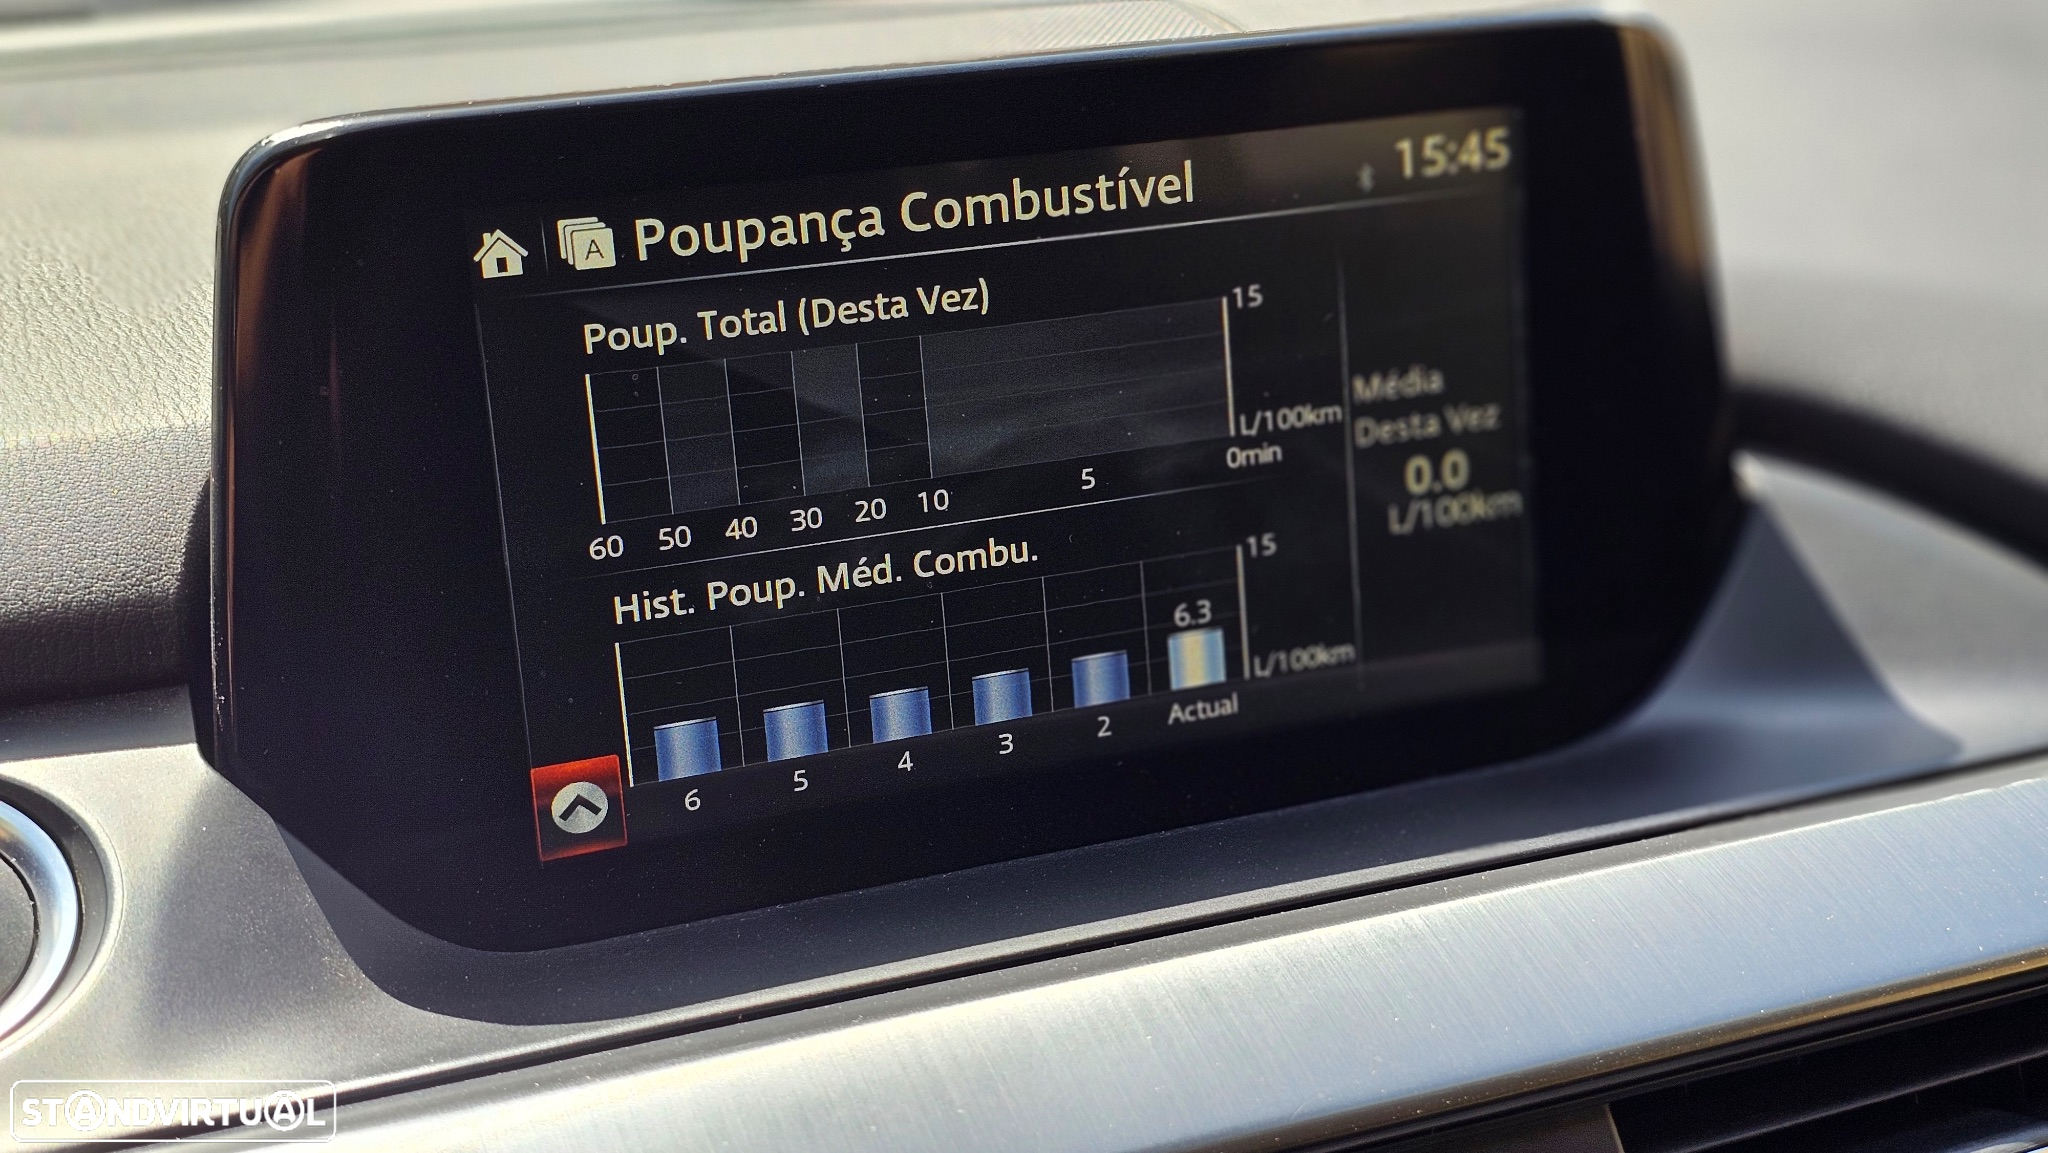 15:45
A Poupança Combustível
Poup. Total (Desta Vez)
15
L/100km
0min
60 50 40 30 20 10 5
Média
Desta Vez
0.0
L/100km
Hist. Poup. Méd. Combu.
15
6.3
L/100km
6 5 4 3 2 Actual
STANDVIRTUAL